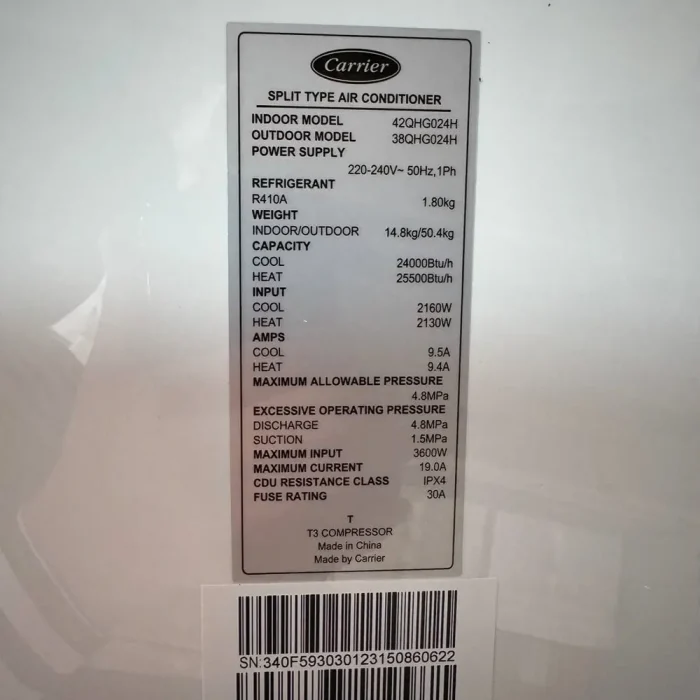 Carrier
SPLIT TYPE AIR CONDITIONER
INDOOR MODEL 42QHG024H
OUTDOOR MODEL 38QHG024H
POWER SUPPLY
220-240V~ 50Hz,1Ph
REFRIGERANT
R410A 1.80kg
WEIGHT
INDOOR/OUTDOOR 14.8kg/50.4kg
CAPACITY
COOL 24000Btu/h
HEAT 25500Btu/h
INPUT
COOL 2160W
HEAT 2130W
AMPS
COOL 9.5A
HEAT 9.4A
MAXIMUM ALLOWABLE PRESSURE
4.8MPa
EXCESSIVE OPERATING PRESSURE
DISCHARGE 4.8MPa
SUCTION 1.5MPa
MAXIMUM INPUT 3600W
MAXIMUM CURRENT 19.0A
CDU RESISTANCE CLASS IPX4
FUSE RATING 30A
T
T3 COMPRESSOR
Made in China
Made by Carrier
SN:340F593030123150860622